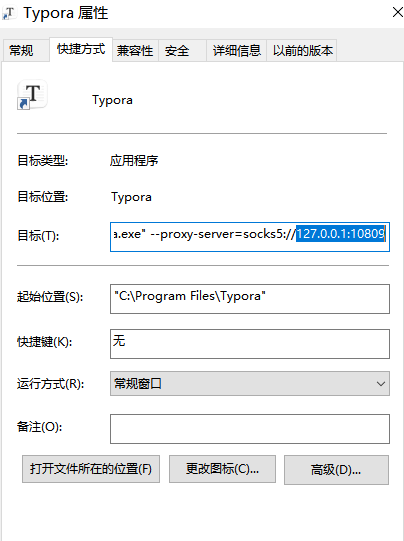 Typora 属性
常规 快捷方式 兼容性 安全 详细信息 以前的版本
Typora
目标类型: 应用程序
目标位置: Typora
目标(T): a.exe" --proxy-server=socks5://127.0.0.1:10809
起始位置(S): "C:\Program Files\Typora"
快捷键(K): 无
运行方式(R): 常规窗口
备注(O):
打开文件所在的位置(F) 更改图标(C)... 高级(D)...